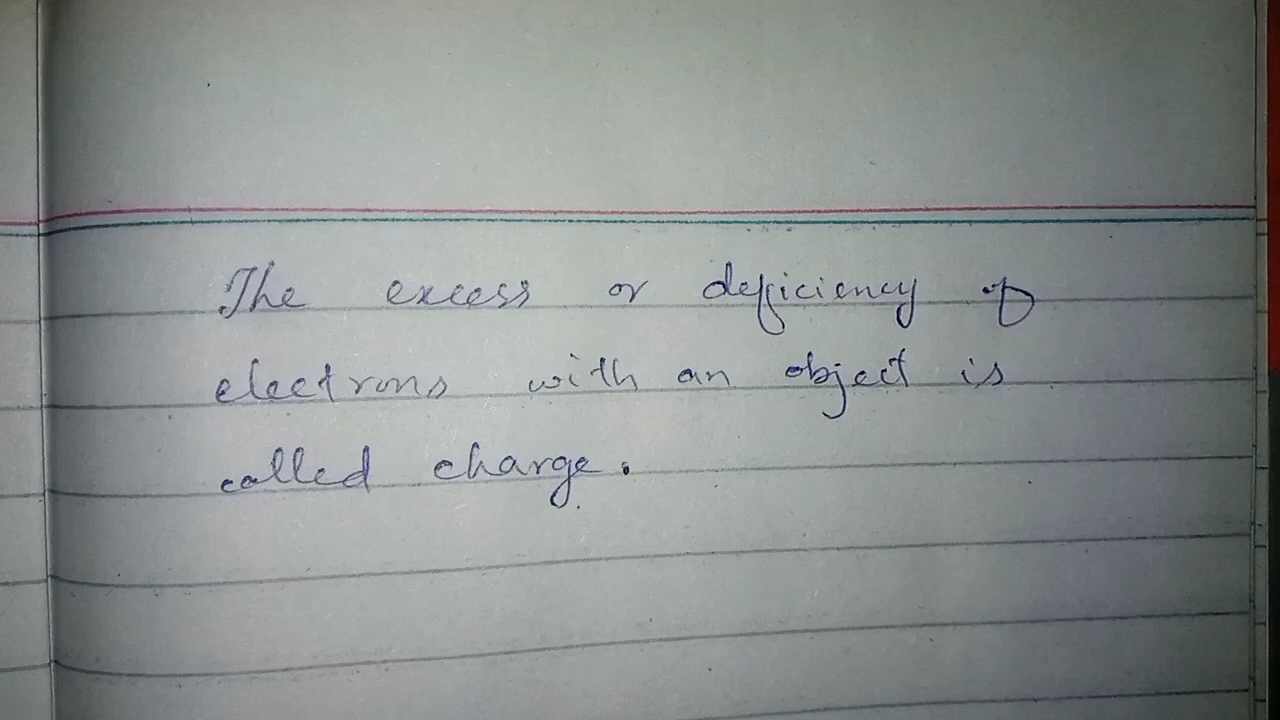 The excess or deficiency of
electrons with an object is
called charge.